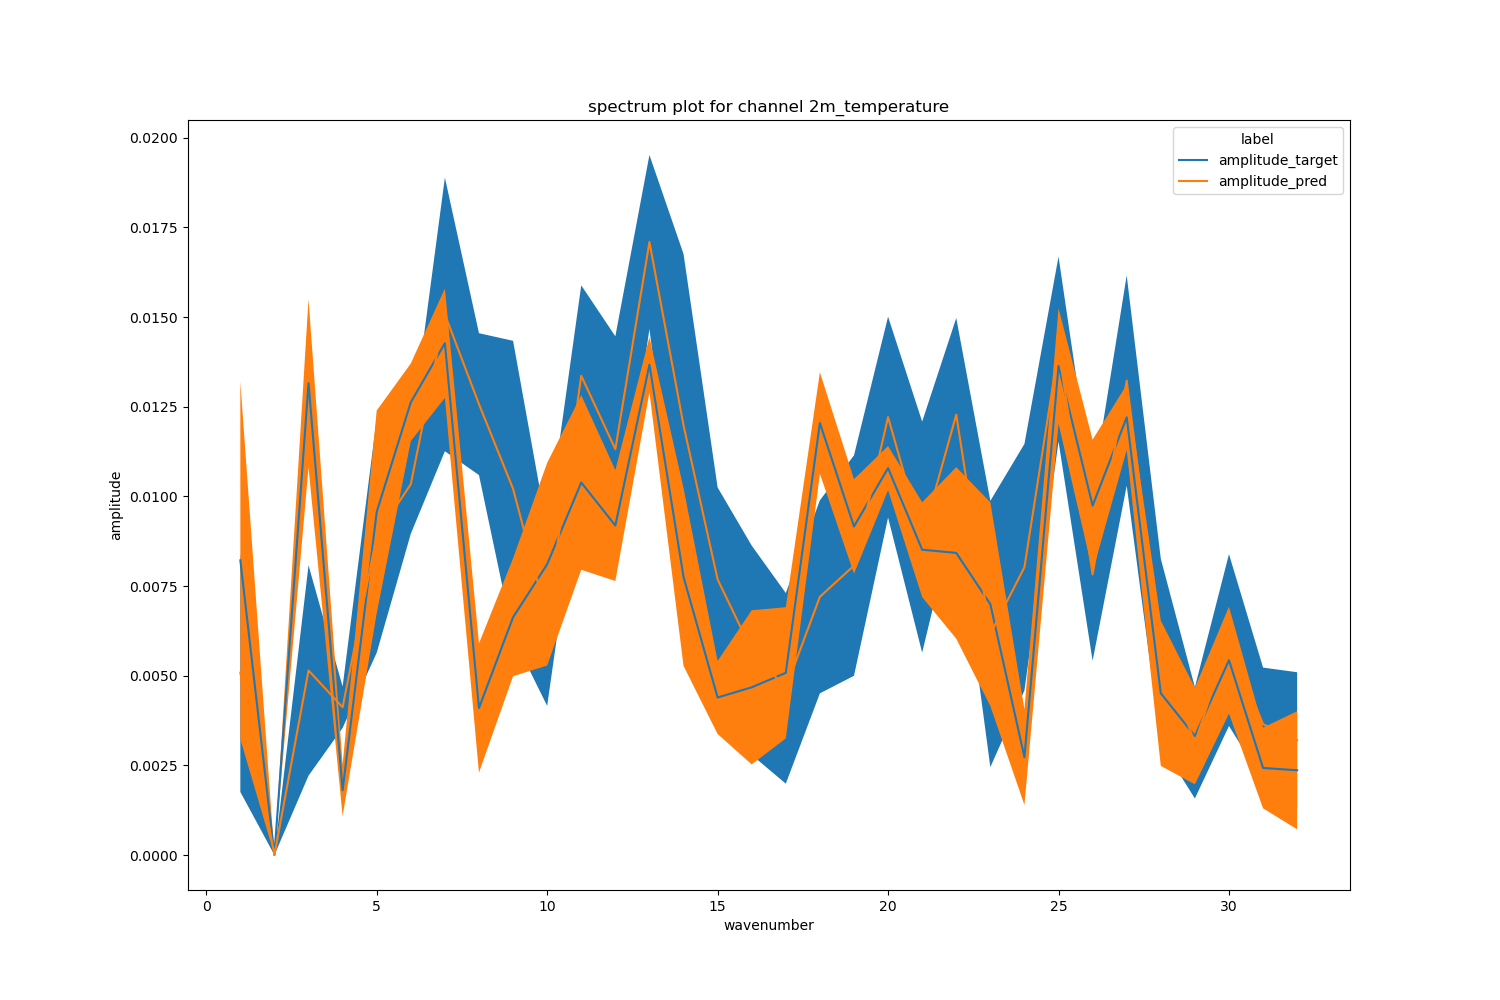 spectrum plot for channel 2m_temperature
label
amplitude_target
amplitude_pred
amplitude
0.0200
0.0175
0.0150
0.0125
0.0100
0.0075
0.0050
0.0025
0.0000
0 5 10 15 20 25 30
wavenumber